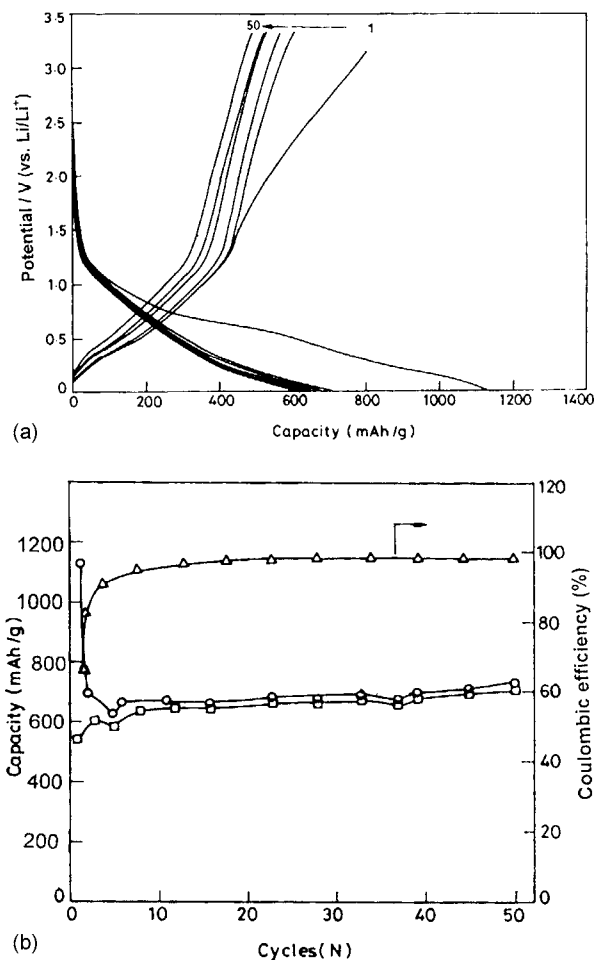 3.5
3·0
2·0
1·5
1·0
0·5
0
Potential / V (vs. Li/Li⁺)
50 1
0 200 400 600 800 1000 1200 1400
Capacity (mAh/g)
(a)
1200
1000
800
600
400
200
0
Capacity (mAh/g)
120
100
80
60
40
20
0
Coulombic efficiency (%)
0 10 20 30 40 50
Cycles(N)
(b)